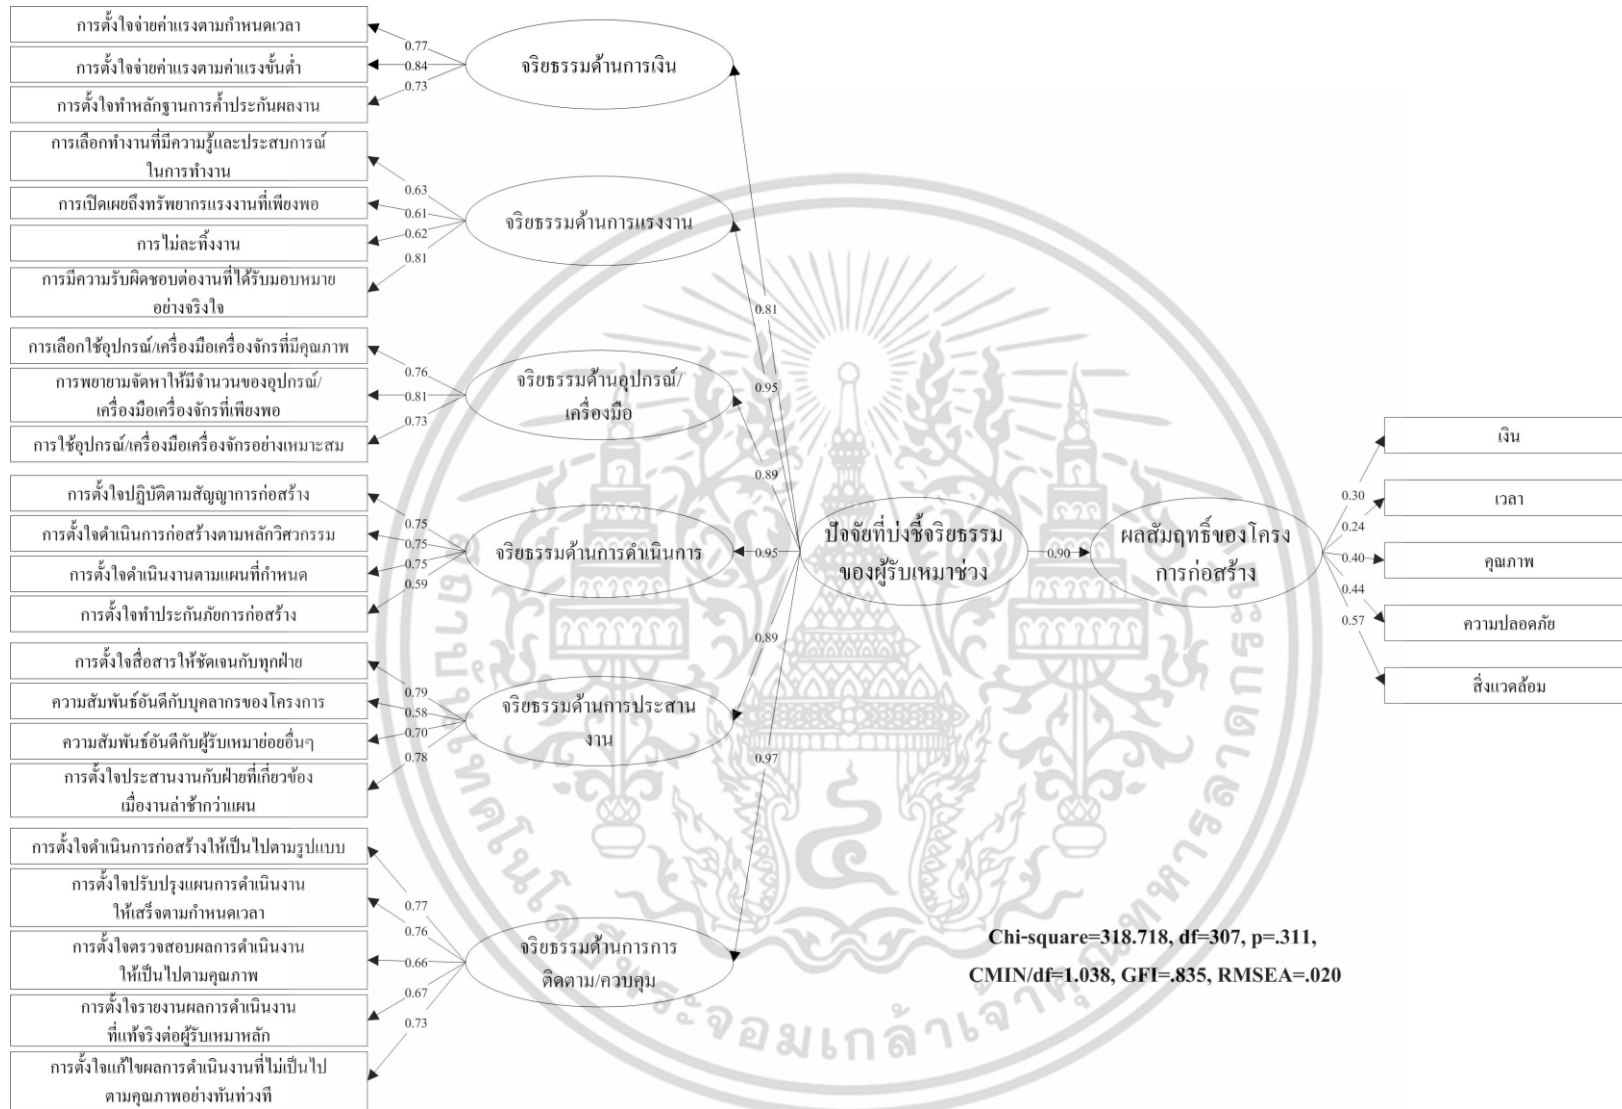 การตั้งใจจ่ายค่าแรงตามกำหนดเวลา
การตั้งใจจ่ายค่าแรงตามค่าแรงขั้นต่ำ
การตั้งใจทำหลักฐานการค้ำประกันผลงาน
0.77
0.84
0.73
จริยธรรมด้านการเงิน
การเลือกทำงานที่มีความรู้และประสบการณ์
ในการทำงาน
การเปิดเผยถึงทรัพยากรแรงงานที่เพียงพอ
การไม่ละทิ้งงาน
การมีความรับผิดชอบต่องานที่ได้รับมอบหมาย
อย่างจริงใจ
0.63
0.61
0.62
0.81
จริยธรรมด้านการแรงงาน
การเลือกใช้อุปกรณ์/เครื่องมือเครื่องจักรที่มีคุณภาพ
การพยายามจัดหาให้มีจำนวนของอุปกรณ์/
เครื่องมือเครื่องจักรที่เพียงพอ
การใช้อุปกรณ์/เครื่องมือเครื่องจักรอย่างเหมาะสม
0.76
0.81
0.73
จริยธรรมด้านอุปกรณ์/
เครื่องมือ
การตั้งใจปฏิบัติตามสัญญาการก่อสร้าง
การตั้งใจดำเนินการก่อสร้างตามหลักวิศวกรรม
การตั้งใจดำเนินงานตามแผนที่กำหนด
การตั้งใจทำประกันภัยการก่อสร้าง
0.75
0.75
0.75
0.59
จริยธรรมด้านการดำเนินการ
การตั้งใจสื่อสารให้ชัดเจนกับทุกฝ่าย
ความสัมพันธ์อันดีกับบุคลากรของโครงการ
ความสัมพันธ์อันดีกับผู้รับเหมาย่อยอื่นๆ
การตั้งใจประสานงานกับฝ่ายที่เกี่ยวข้อง
เมื่องานล่าช้ากว่าแผน
0.79
0.58
0.70
0.78
จริยธรรมด้านการประสาน
งาน
การตั้งใจดำเนินการก่อสร้างให้เป็นไปตามรูปแบบ
การตั้งใจปรับปรุงแผนการดำเนินงาน
ให้เสร็จตามกำหนดเวลา
การตั้งใจตรวจสอบผลการดำเนินงาน
ให้เป็นไปตามคุณภาพ
การตั้งใจรายงานผลการดำเนินงาน
ที่แท้จริงต่อผู้รับเหมาหลัก
การตั้งใจแก้ไขผลการดำเนินงานที่ไม่เป็นไป
ตามคุณภาพอย่างทันท่วงที
0.77
0.76
0.66
0.67
0.73
จริยธรรมด้านการการ
ติดตาม/ควบคุม
0.81
0.95
0.89
0.95
0.89
0.97
ปัจจัยที่บ่งชี้จริยธรรม
ของผู้รับเหมาช่วง
0.90
ผลสัมฤทธิ์ของโครง
การก่อสร้าง
0.30
0.24
0.40
0.44
0.57
เงิน
เวลา
คุณภาพ
ความปลอดภัย
สิ่งแวดล้อม
Chi-square=318.718, df=307, p=.311,
CMIN/df=1.038, GFI=.835, RMSEA=.020
สถาบันเทคโนโลยีพระจอมเกล้าเจ้าคุณทหารลาดกระบัง